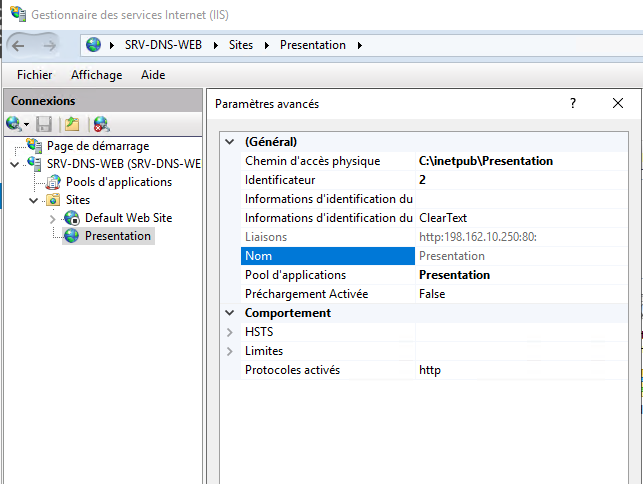 Gestionnaire des services Internet (IIS)
SRV-DNS-WEB Sites Presentation
Fichier Affichage Aide
Connexions
Page de démarrage
SRV-DNS-WEB (SRV-DNS-WE
Pools d'applications
Sites
Default Web Site
Presentation
Paramètres avancés
?
(Général)
Chemin d'accès physique C:\inetpub\Presentation
Identificateur 2
Informations d'identification du
Informations d'identification du ClearText
Liaisons http:198.162.10.250:80:
Nom Presentation
Pool d'applications Presentation
Préchargement Activée False
Comportement
HSTS
Limites
Protocoles activés http